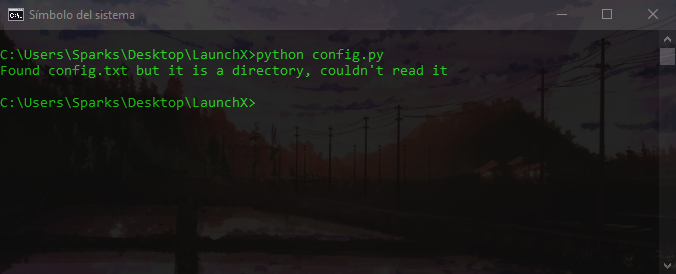 Símbolo del sistema
C:\Users\Sparks\Desktop\LaunchX>python config.py
Found config.txt but it is a directory, couldn't read it
C:\Users\Sparks\Desktop\LaunchX>